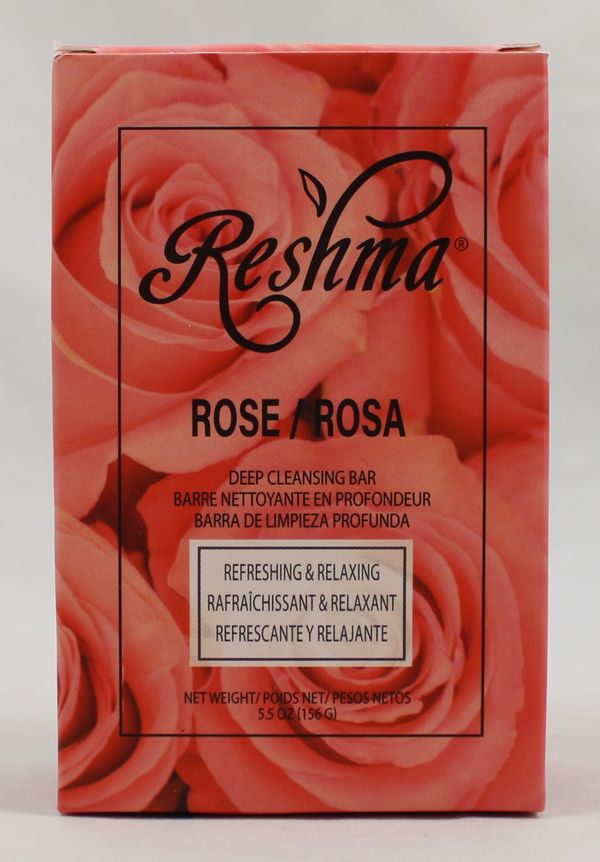 Reshma®
ROSE / ROSA
DEEP CLEANSING BAR
BARRE NETTOYANTE EN PROFONDEUR
BARRA DE LIMPIEZA PROFUNDA
REFRESHING & RELAXING
RAFRAÎCHISSANT & RELAXANT
REFRESCANTE Y RELAJANTE
NET WEIGHT/ POIDS NET/ PESOS NETOS
5.5 OZ (156 G)